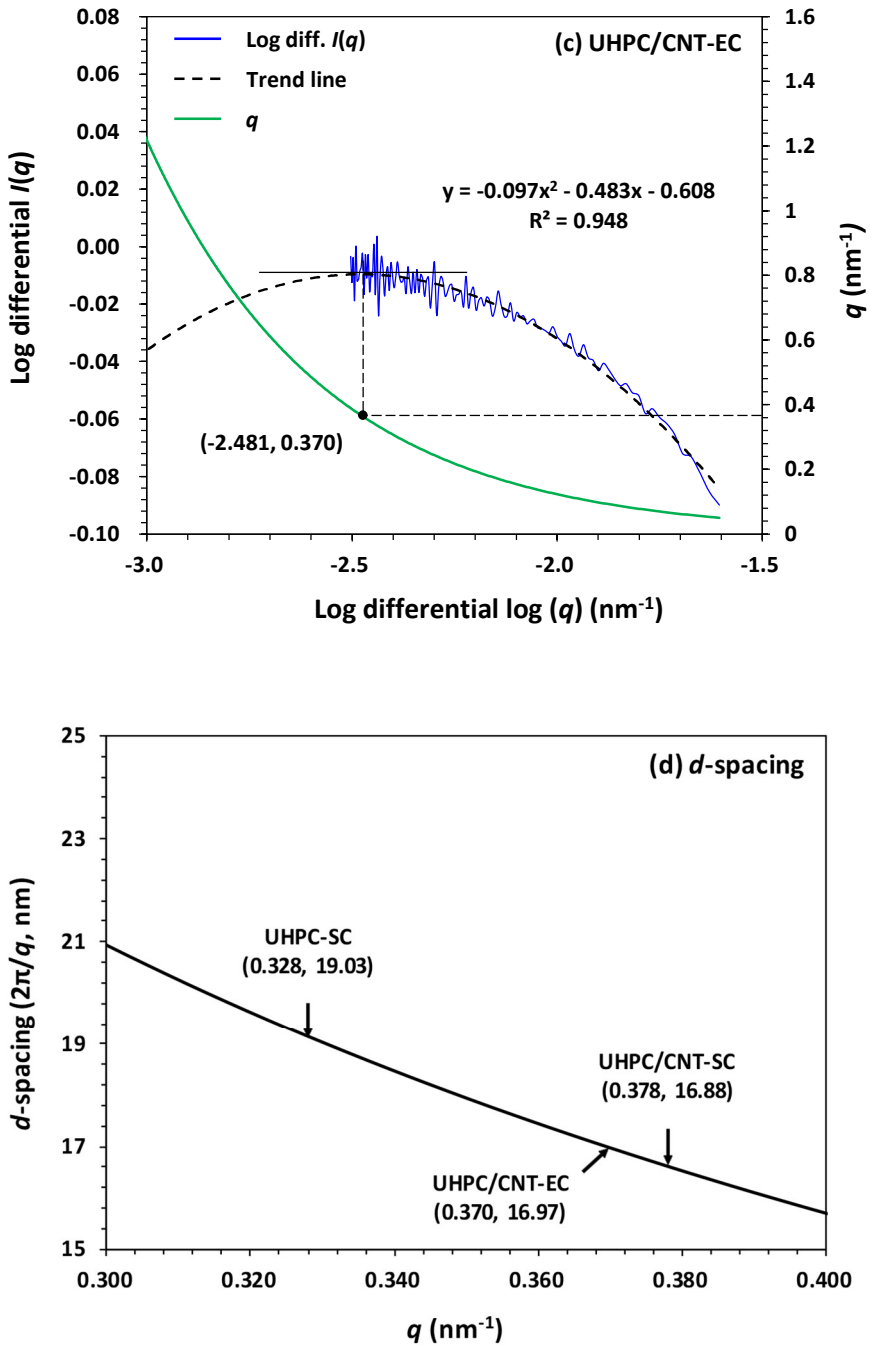 (c) UHPC/CNT-EC
Log diff. I(q)
Trend line
q
y = -0.097x² - 0.483x - 0.608
R² = 0.948
(-2.481, 0.370)
0.08
0.06
0.04
0.02
0.00
-0.02
-0.04
-0.06
-0.08
-0.10
Log differential I(q)
1.6
1.4
1.2
1
0.8
0.6
0.4
0.2
0
q (nm⁻¹)
-3.0 -2.5 -2.0 -1.5
Log differential log (q) (nm⁻¹)
(d) d-spacing
25
23
21
19
17
15
d-spacing (2π/q, nm)
UHPC-SC
(0.328, 19.03)
UHPC/CNT-SC
(0.378, 16.88)
UHPC/CNT-EC
(0.370, 16.97)
0.300 0.320 0.340 0.360 0.380 0.400
q (nm⁻¹)